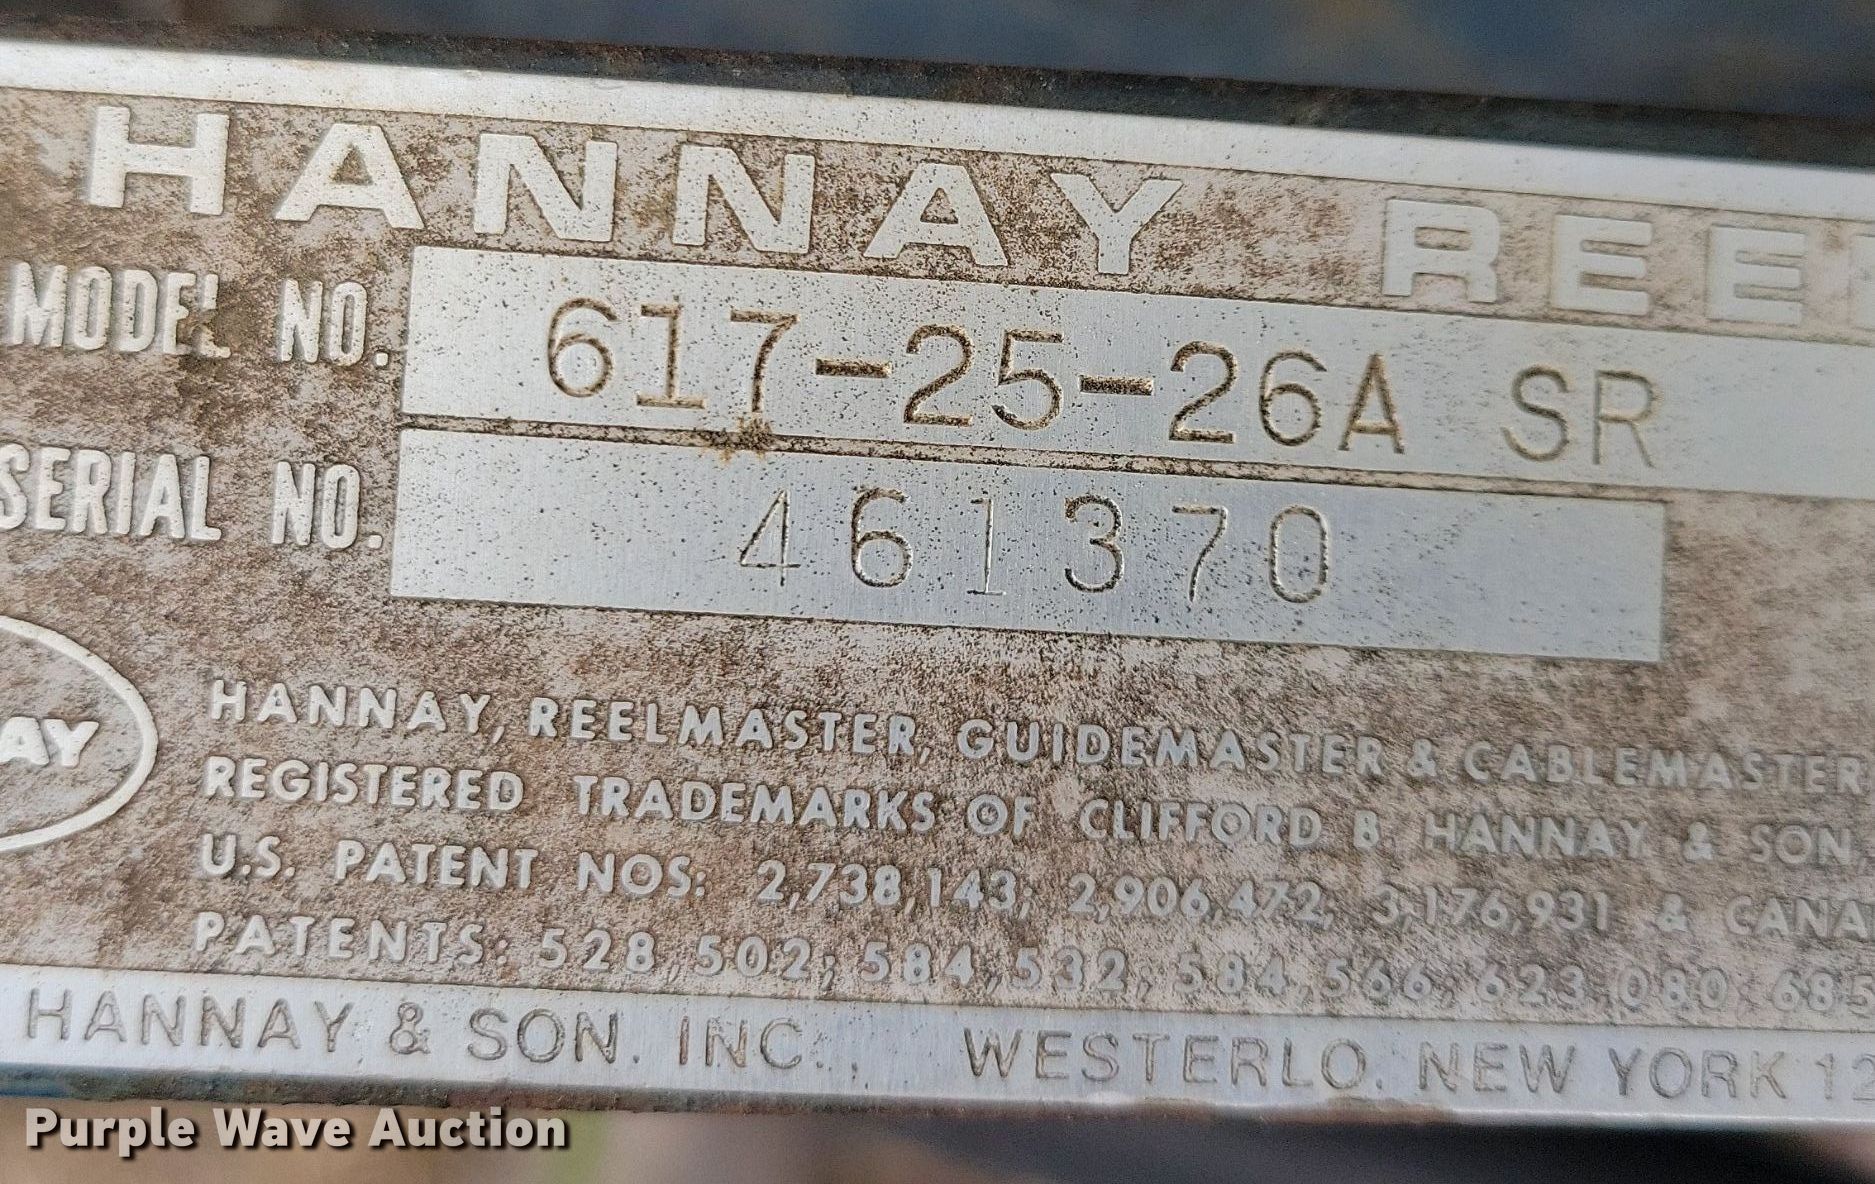 HANNAY REE
MODEL NO. 617-25-26A SR
SERIAL NO. 461370
AY
HANNAY, REELMASTER, GUIDEMASTER & CABLEMASTER
REGISTERED TRADEMARKS OF CLIFFORD B. HANNAY & SON,
U.S. PATENT NOS: 2,738,143; 2,906,472; 3,176,931 & CANA
PATENTS: 528,502; 584,532; 584,566; 623,080; 685
HANNAY & SON. INC., WESTERLO, NEW YORK 12
Purple Wave Auction